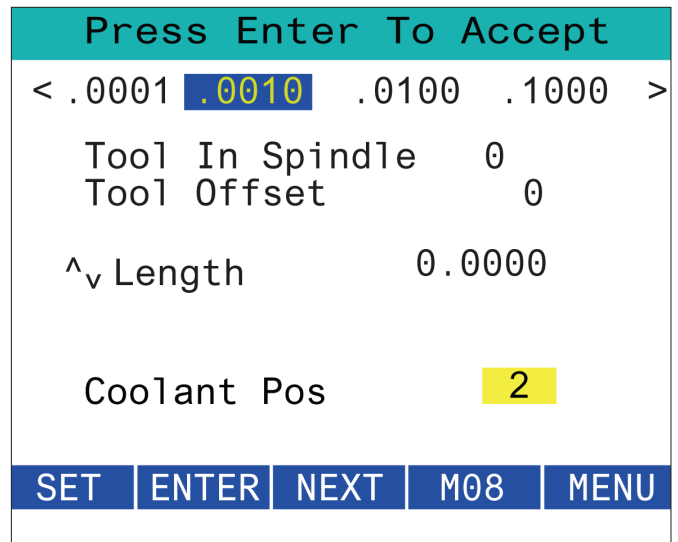 Press Enter To Accept
< .0001 .0010 .0100 .1000 >
Tool In Spindle 0
Tool Offset 0
^v Length 0.0000
Coolant Pos 2
SET ENTER NEXT M08 MENU